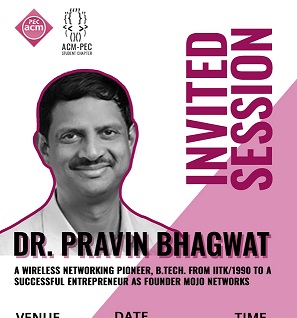 PEC
acm
ACM-PEC
STUDENT CHAPTER
INVITED
SESSION
DR. PRAVIN BHAGWAT
A WIRELESS NETWORKING PIONEER, B.TECH. FROM IITK/1990 TO A
SUCCESSFUL ENTREPRENEUR AS FOUNDER MOJO NETWORKS
VENUE DATE TIME